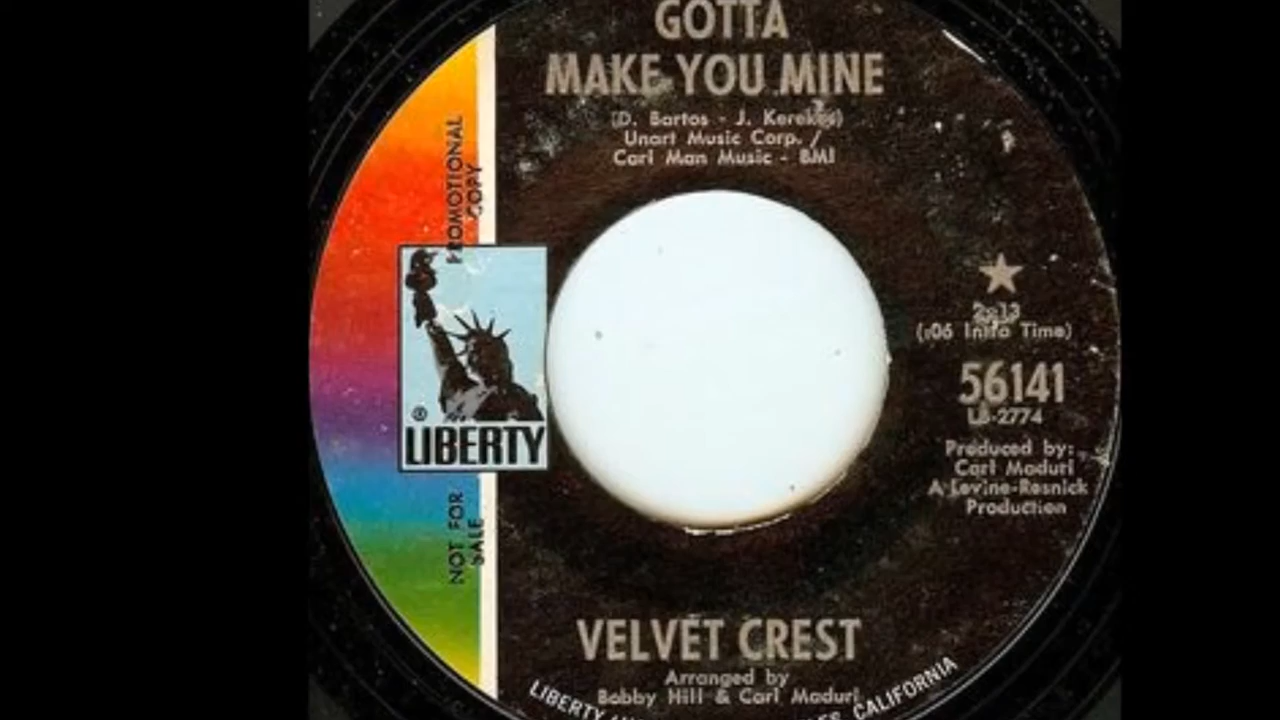 GOTTA
MAKE YOU MINE
(D. Bartos - J. Kerekes)
Unart Music Corp. /
Carl Man Music - BMI
PROMOTIONAL
COPY
2:13
(:06 Intro Time)
56141
LB-2774
Produced by:
Carl Maduri
A Levine-Resnick
Production
®
LIBERTY
NOT FOR
SALE
VELVET CREST
Arranged by
Bobby Hill & Carl Maduri
LIBERTY CALIFORNIA